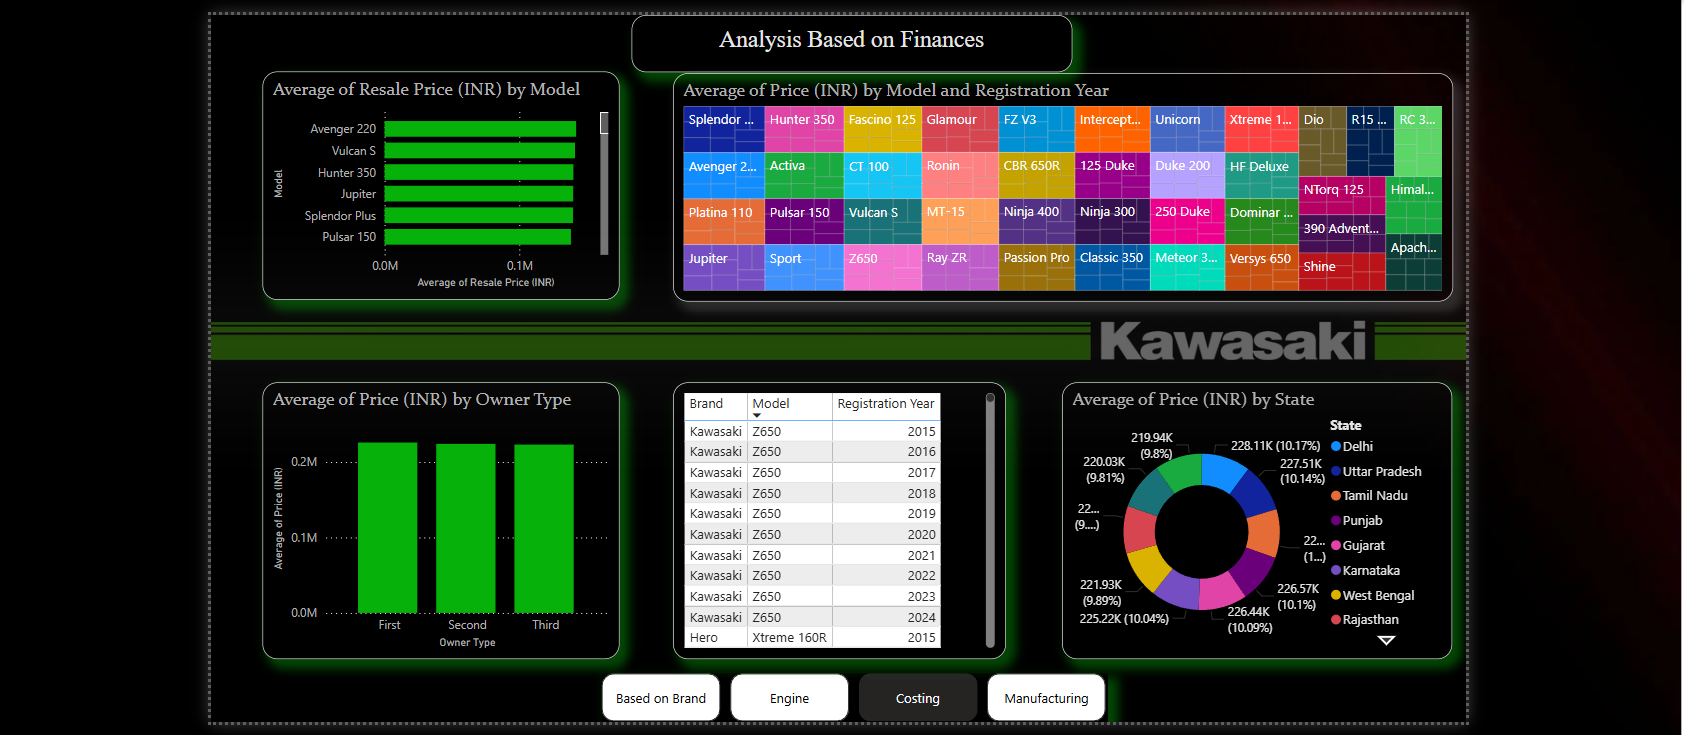 Analysis Based on Finances
Average of Resale Price (INR) by Model
Model
Avenger 220
Vulcan S
Hunter 350
Jupiter
Splendor Plus
Pulsar 150
0.0M
0.1M
Average of Resale Price (INR)
Average of Price (INR) by Model and Registration Year
Splendor ...
Hunter 350
Fascino 125
Glamour
FZ V3
Intercept...
Unicorn
Xtreme 1...
Dio
R15 ...
RC 3...
Avenger 2...
Activa
CT 100
Ronin
CBR 650R
125 Duke
Duke 200
HF Deluxe
NTorq 125
Himal...
Platina 110
Pulsar 150
Vulcan S
MT-15
Ninja 400
Ninja 300
250 Duke
Dominar ...
390 Advent...
Apach...
Jupiter
Sport
Z650
Ray ZR
Passion Pro
Classic 350
Meteor 3...
Versys 650
Shine
Kawasaki
Average of Price (INR) by Owner Type
Average of Price (INR)
0.2M
0.1M
0.0M
First
Second
Third
Owner Type
Brand Model Registration Year
Kawasaki Z650 2015
Kawasaki Z650 2016
Kawasaki Z650 2017
Kawasaki Z650 2018
Kawasaki Z650 2019
Kawasaki Z650 2020
Kawasaki Z650 2021
Kawasaki Z650 2022
Kawasaki Z650 2023
Kawasaki Z650 2024
Hero Xtreme 160R 2015
Average of Price (INR) by State
228.11K (10.17%)
227.51K
(10.14%)
22...
(1...)
226.57K
(10.1%)
226.44K
(10.09%)
225.22K (10.04%)
221.93K
(9.89%)
22...
(9....)
220.03K
(9.81%)
219.94K
(9.8%)
State
Delhi
Uttar Pradesh
Tamil Nadu
Punjab
Gujarat
Karnataka
West Bengal
Rajasthan
Based on Brand
Engine
Costing
Manufacturing